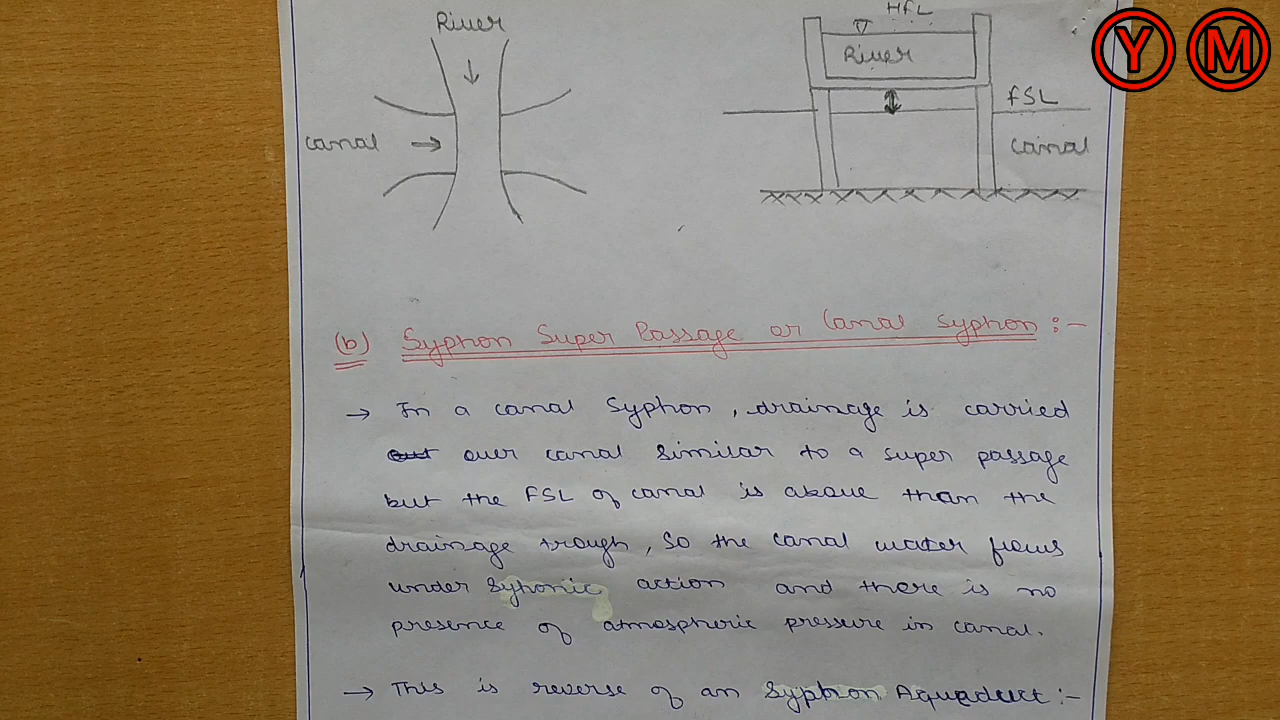 River
HFL
Y M
River
FSL
canal →
canal
(b) Syphon Super Passage or Canal Syphon :-
→ In a canal Syphon, drainage is carried
out over canal similar to a super passage
but the FSL of canal is above than the
drainage trough, so the canal water flows
under Syhonic action and there is no
presence of atmospheric pressure in canal.
→ This is reverse of an Syphon Aqueduct :-